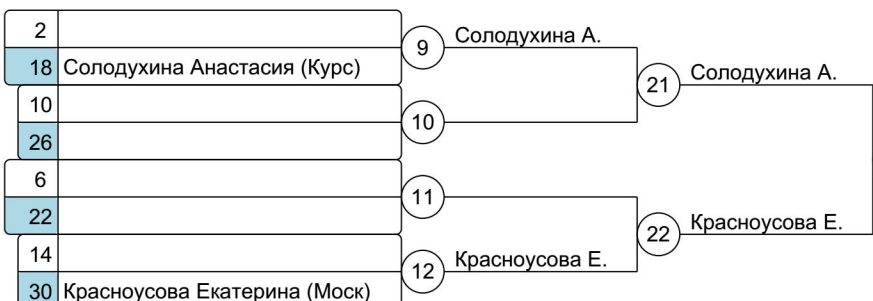 2
9 Солодухина А.
18 Солодухина Анастасия (Курс)
21 Солодухина А.
10
10
26
6
11
22
22 Красноусова Е.
14
12 Красноусова Е.
30 Красноусова Екатерина (Моск)